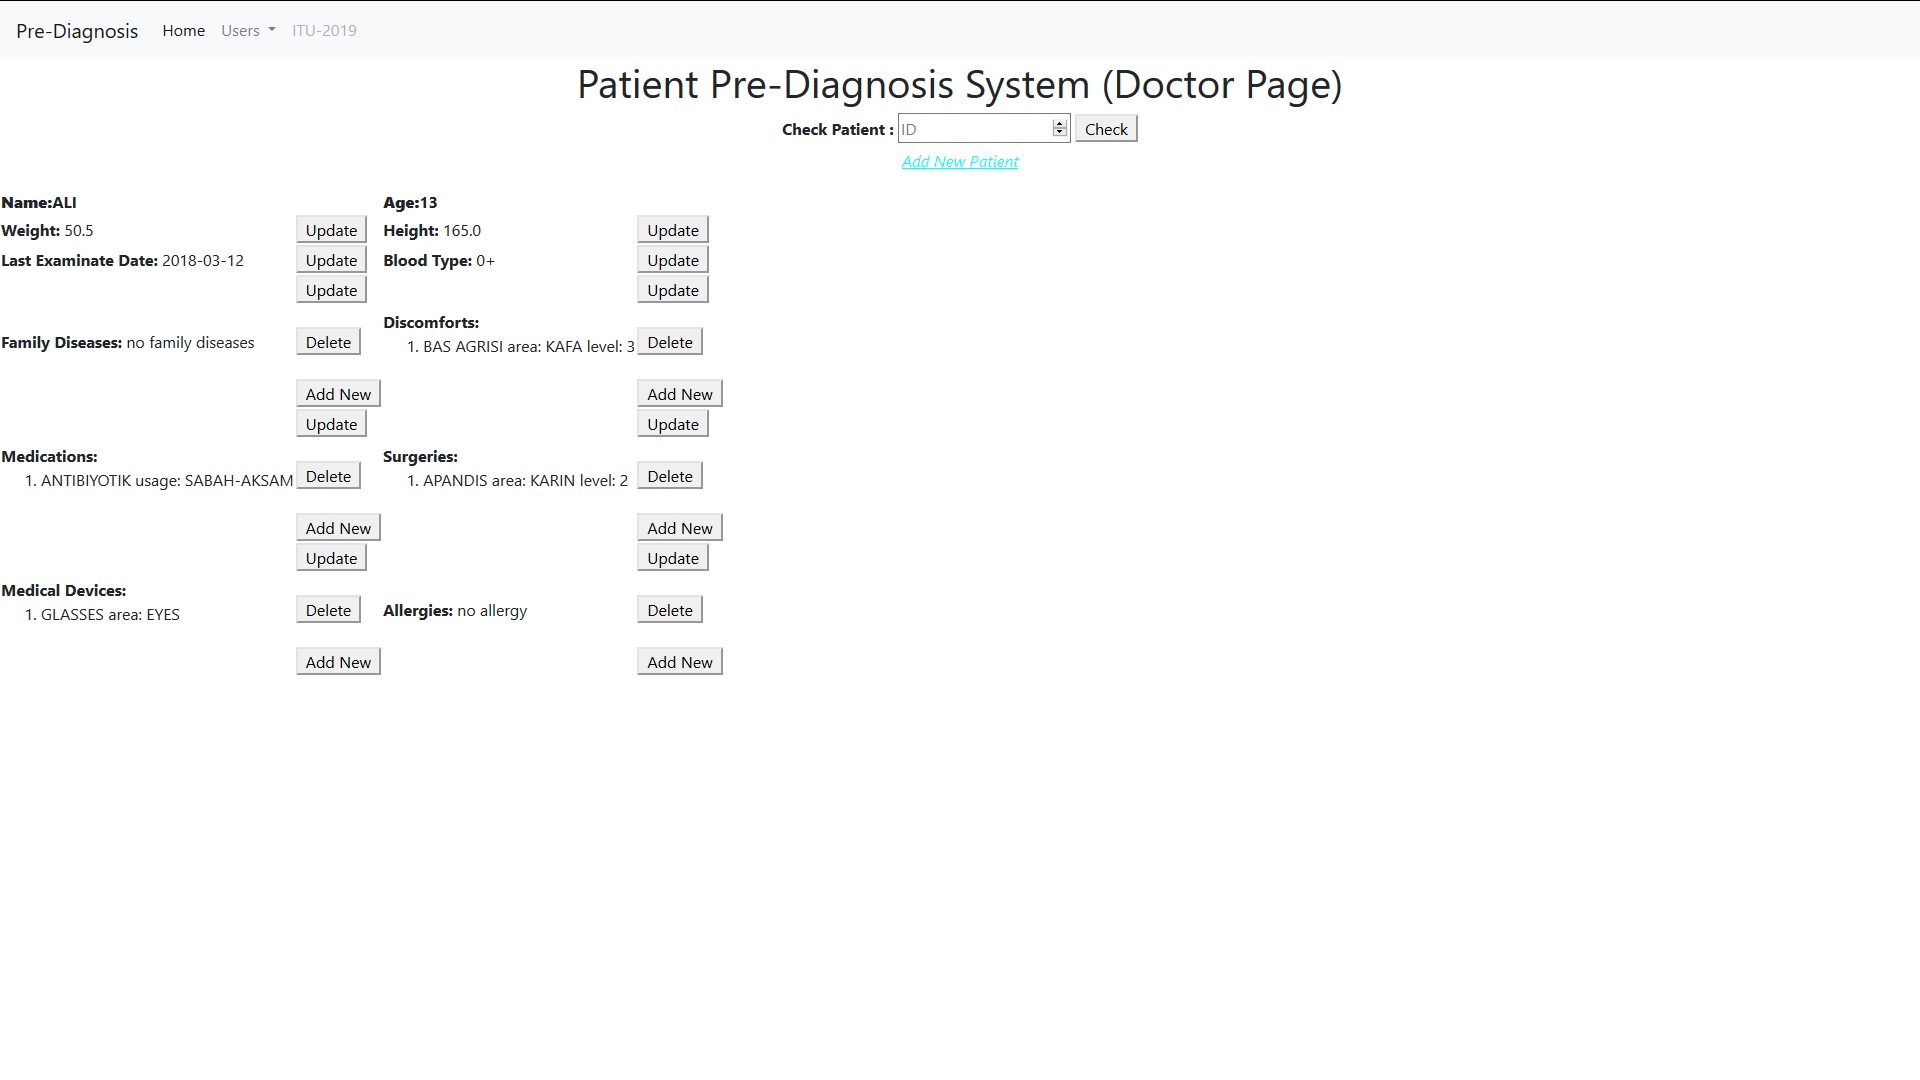 Pre-Diagnosis Home Users ITU-2019
Patient Pre-Diagnosis System (Doctor Page)
Check Patient : ID Check
Add New Patient
Name:ALI Age:13
Weight: 50.5 Update Height: 165.0 Update
Last Examinate Date: 2018-03-12 Update Blood Type: 0+ Update
Update Update
Discomforts:
Family Diseases: no family diseases Delete 1. BAS AGRISI area: KAFA level: 3 Delete
Add New Add New
Update Update
Medications: Surgeries:
1. ANTIBIYOTIK usage: SABAH-AKSAM Delete 1. APANDIS area: KARIN level: 2 Delete
Add New Add New
Update Update
Medical Devices:
1. GLASSES area: EYES Delete Allergies: no allergy Delete
Add New Add New